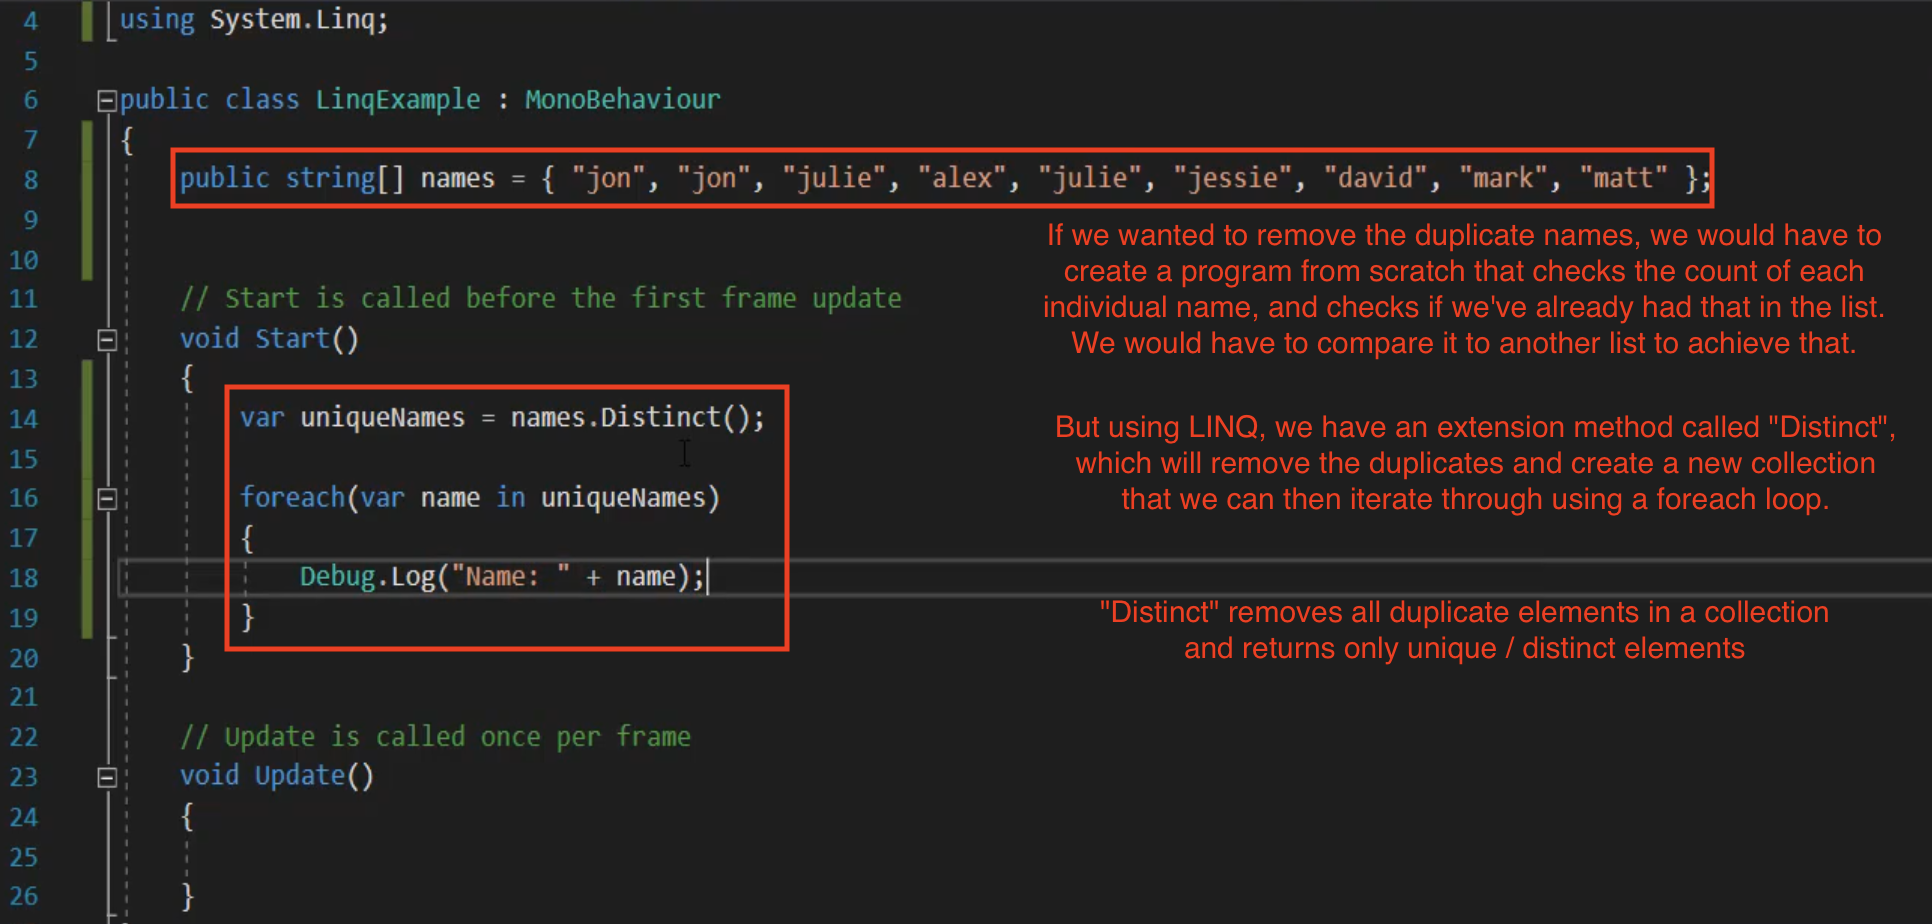 4 using System.Linq;
5
6 public class LinqExample : MonoBehaviour
7 {
8 public string[] names = { "jon", "jon", "julie", "alex", "julie", "jessie", "david", "mark", "matt" };
9
10
11 // Start is called before the first frame update
12 void Start()
13 {
14 var uniqueNames = names.Distinct();
15
16 foreach(var name in uniqueNames)
17 {
18 Debug.Log("Name: " + name);
19 }
20 }
21
22 // Update is called once per frame
23 void Update()
24 {
25
26 }
If we wanted to remove the duplicate names, we would have to
create a program from scratch that checks the count of each
individual name, and checks if we've already had that in the list.
We would have to compare it to another list to achieve that.
But using LINQ, we have an extension method called "Distinct",
which will remove the duplicates and create a new collection
that we can then iterate through using a foreach loop.
"Distinct" removes all duplicate elements in a collection
and returns only unique / distinct elements